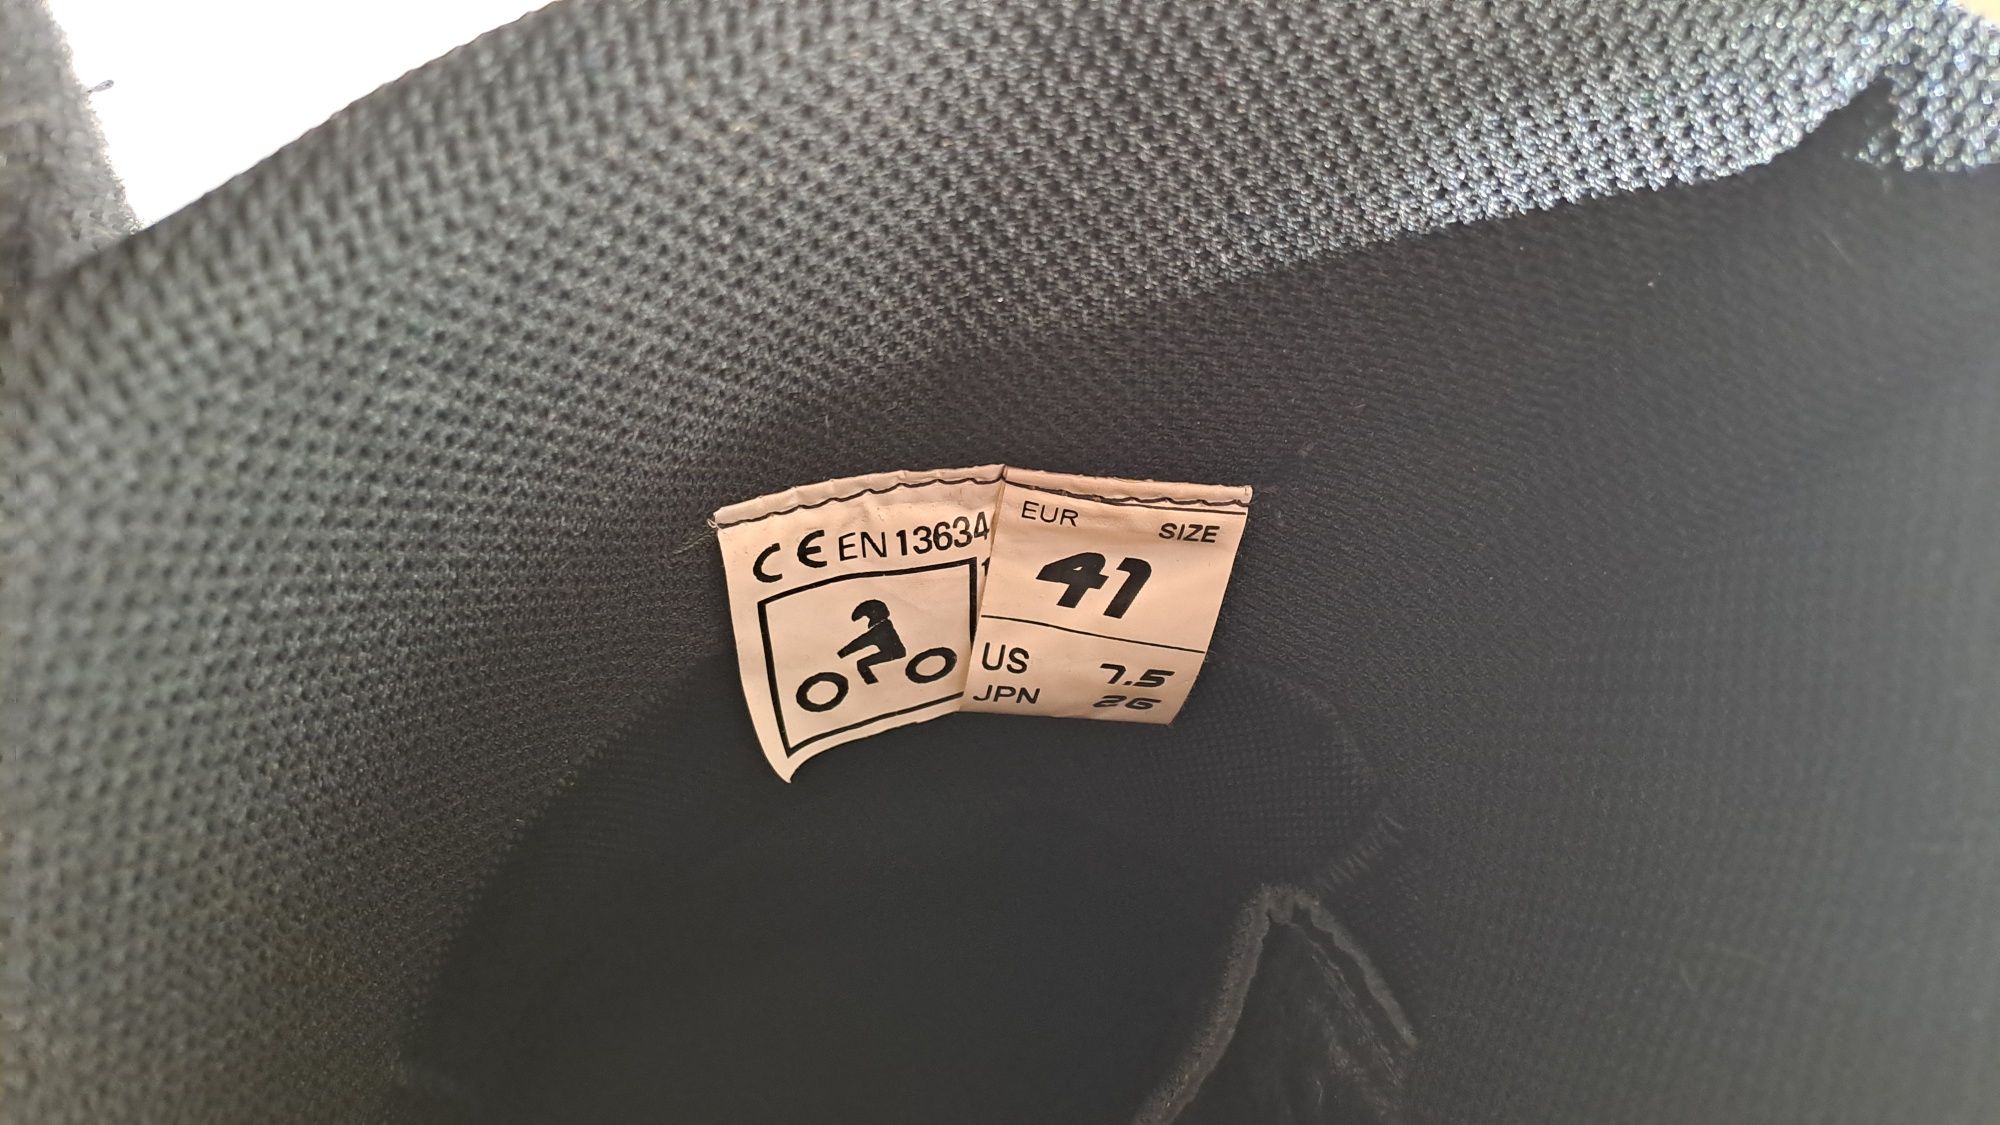 CE EN 13634
EUR SIZE
41
US 7.5
JPN 26